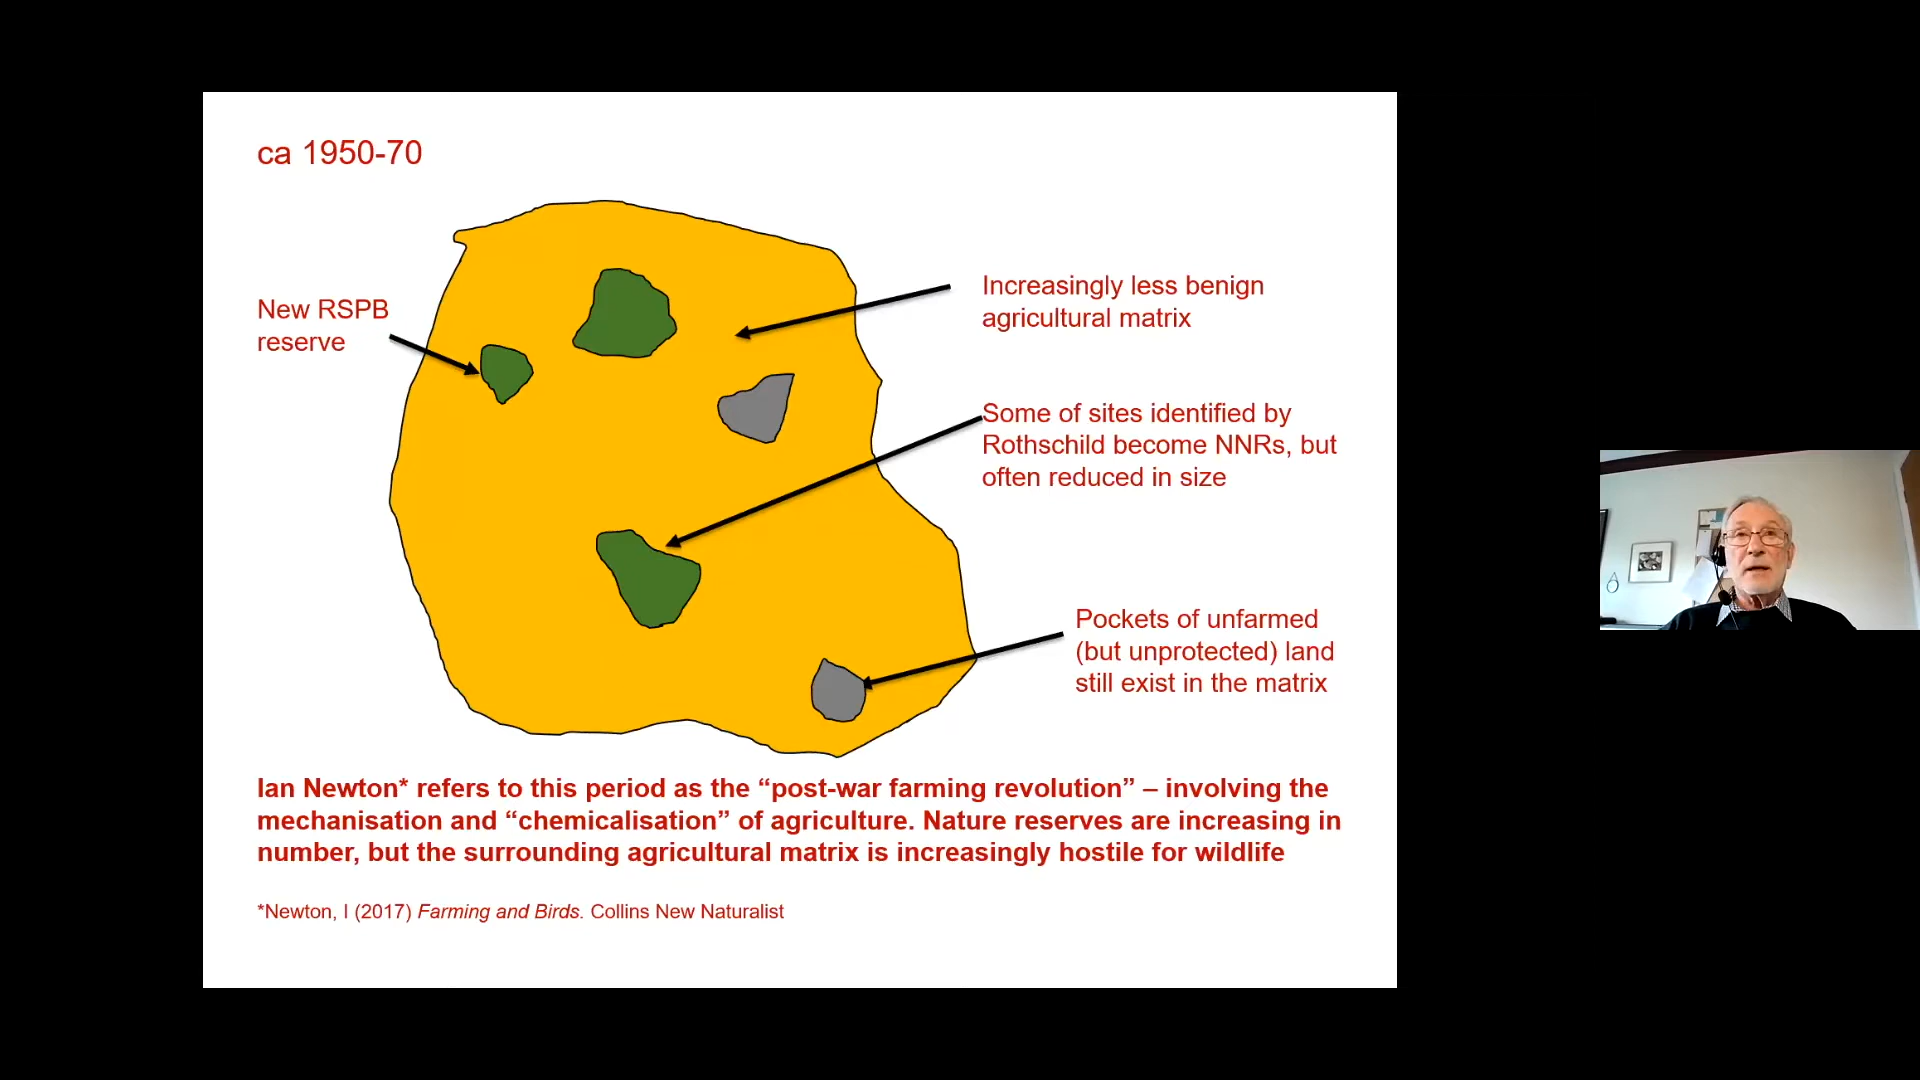 ca 1950-70
New RSPB
reserve
Increasingly less benign
agricultural matrix
Some of sites identified by
Rothschild become NNRs, but
often reduced in size
Pockets of unfarmed
(but unprotected) land
still exist in the matrix
Ian Newton* refers to this period as the “post-war farming revolution” – involving the
mechanisation and “chemicalisation” of agriculture. Nature reserves are increasing in
number, but the surrounding agricultural matrix is increasingly hostile for wildlife
*Newton, I (2017) Farming and Birds. Collins New Naturalist